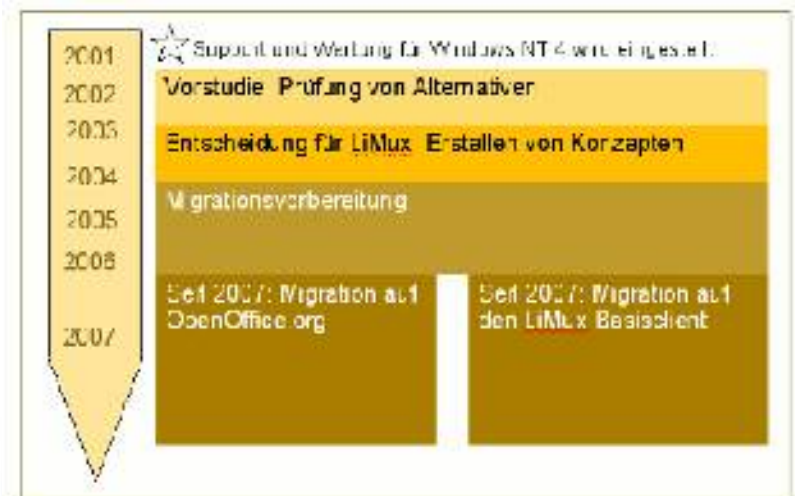 2001
Support und Wartung für Windows NT 4 wird eingestellt
2002
Vorstudie Prüfung von Alternativen
2003
Entscheidung für LiMux Erstellen von Konzepten
2004
Migrationsvorbereitung
2005
2006
Seit 2007: Migration auf
OpenOffice.org
Seit 2007: Migration auf
den LiMux Basisclient
2007